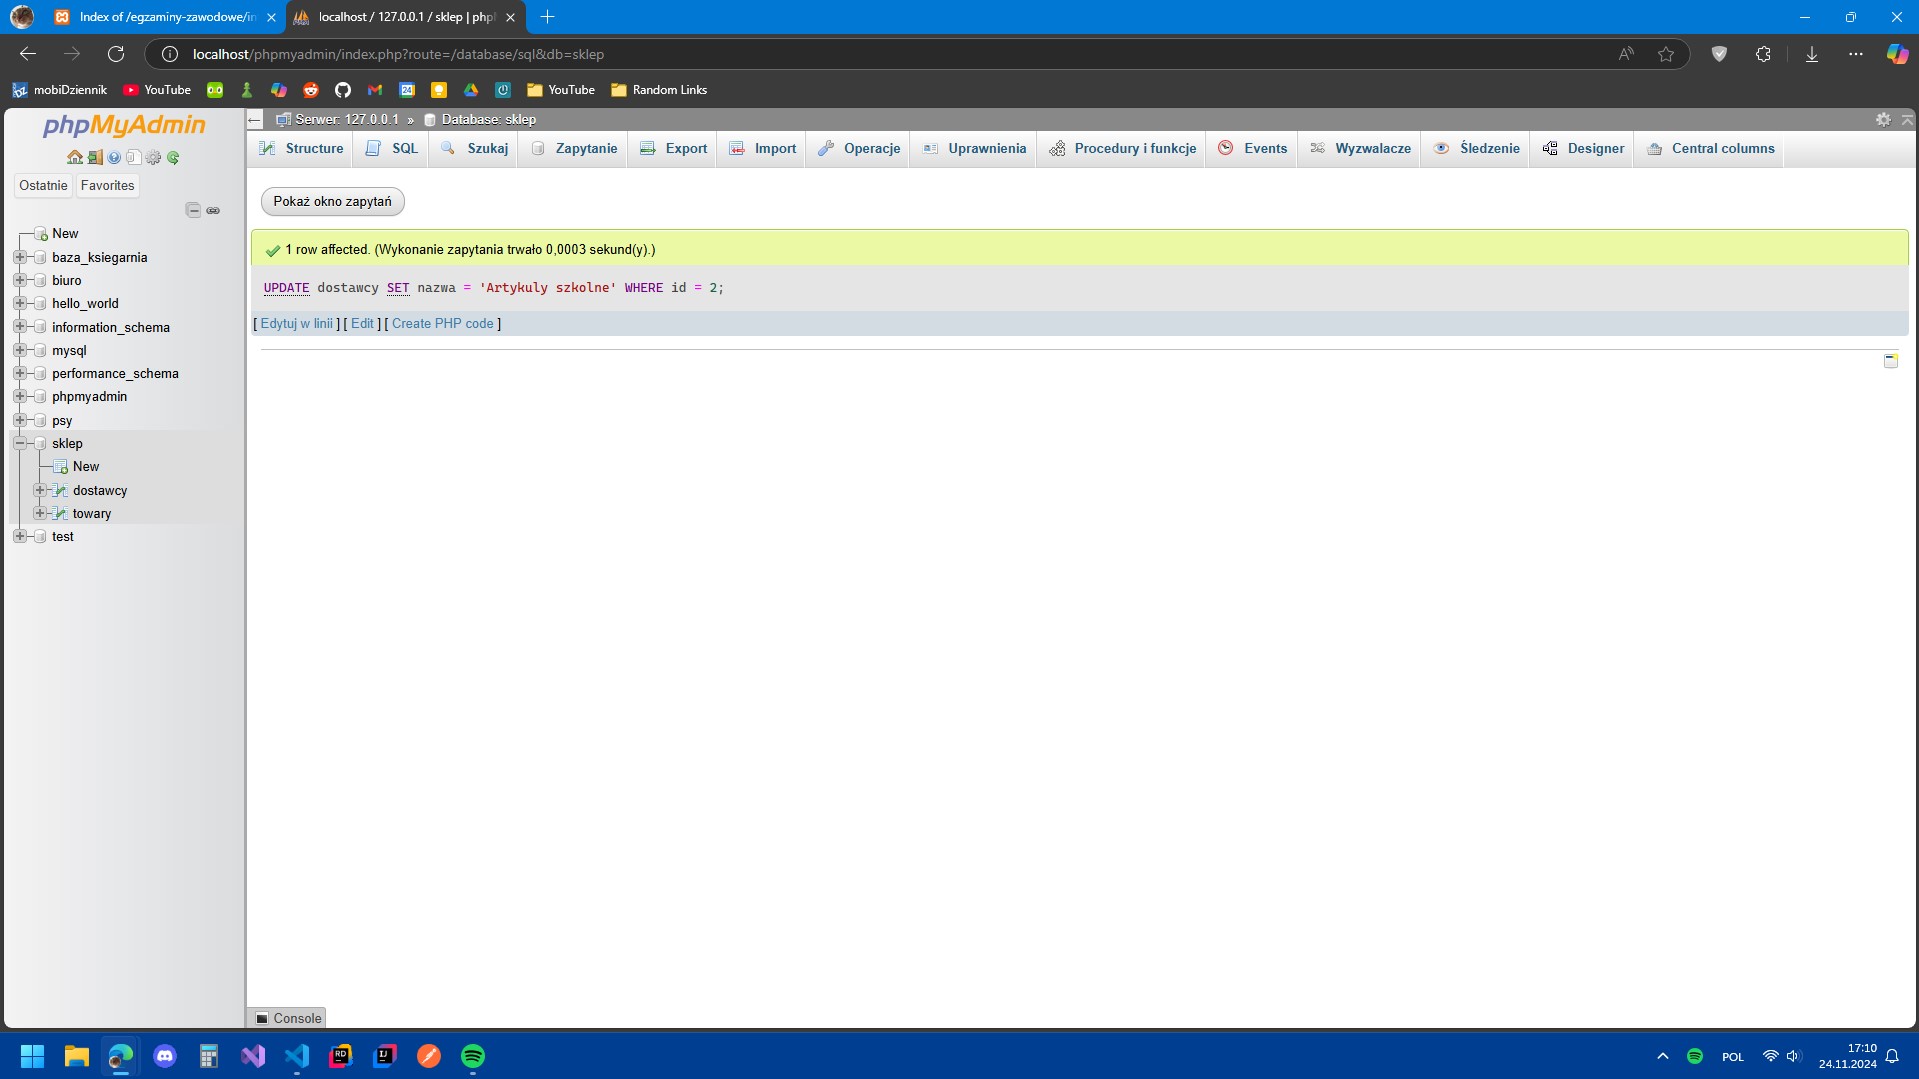 Index of /egzaminy-zawodowe/in
localhost / 127.0.0.1 / sklep | phpl
localhost/phpmyadmin/index.php?route=/database/sql&db=sklep
mobiDziennik
YouTube
24
YouTube
Random Links
phpMyAdmin
Ostatnie
Favorites
New
baza_ksiegarnia
biuro
hello_world
information_schema
mysql
performance_schema
phpmyadmin
psy
sklep
New
dostawcy
towary
test
Serwer: 127.0.0.1 » Database: sklep
Structure
SQL
Szukaj
Zapytanie
Export
Import
Operacje
Uprawnienia
Procedury i funkcje
Events
Wyzwalacze
Śledzenie
Designer
Central columns
Pokaż okno zapytań
1 row affected. (Wykonanie zapytania trwało 0,0003 sekund(y).)
UPDATE dostawcy SET nazwa = 'Artykuly szkolne' WHERE id = 2;
[ Edytuj w linii ] [ Edit ] [ Create PHP code ]
Console
RD
IJ
POL
17:10
24.11.2024